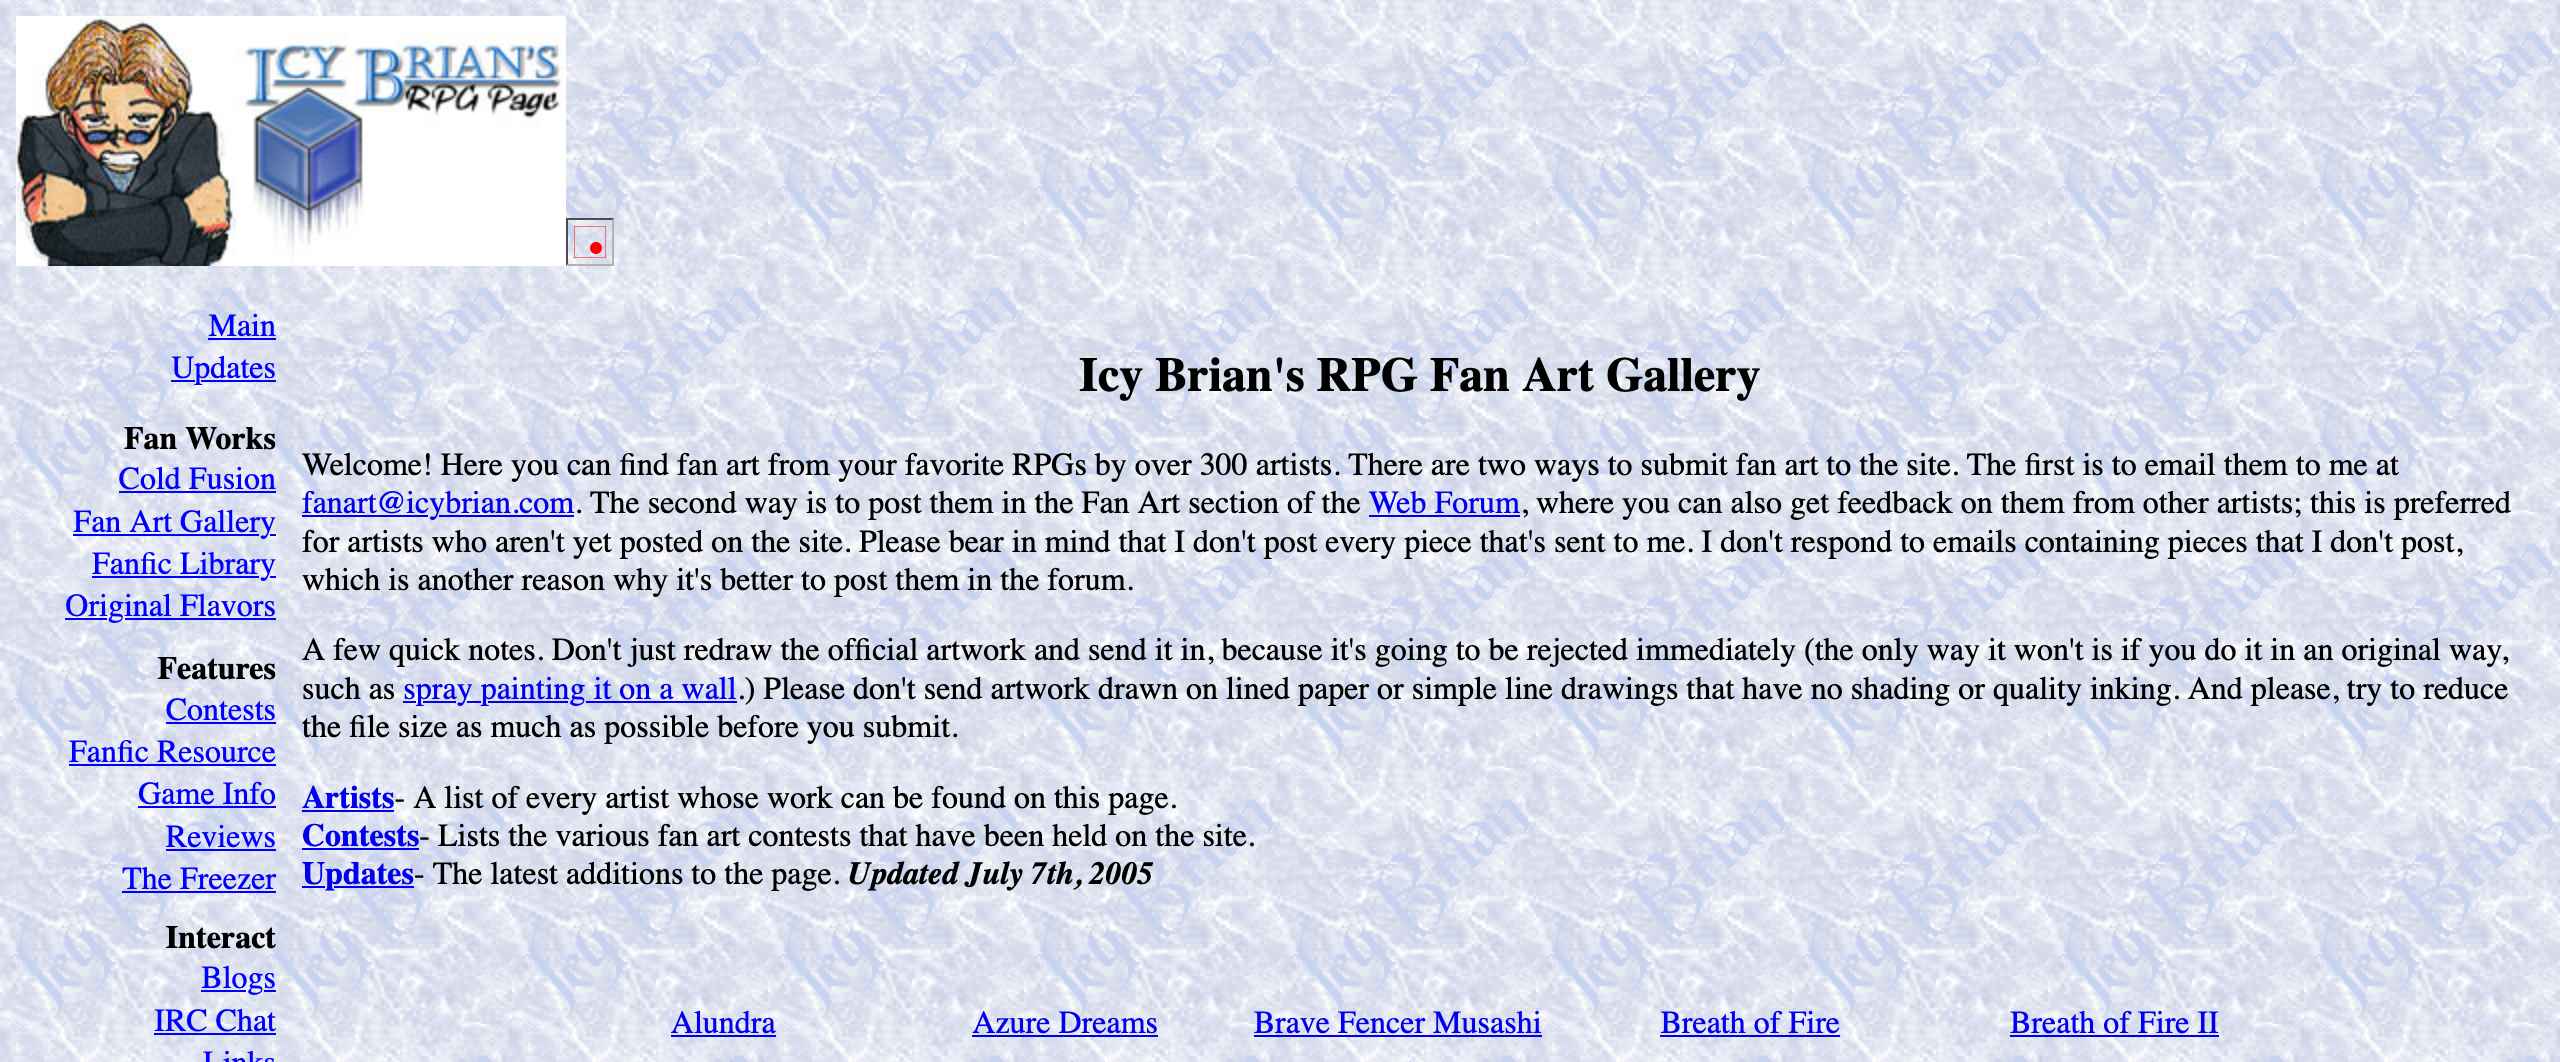 ICY BRIAN'S
RPG Page
Main
Updates
Fan Works
Cold Fusion
Fan Art Gallery
Fanfic Library
Original Flavors
Features
Contests
Fanfic Resource
Game Info
Reviews
The Freezer
Interact
Blogs
IRC Chat
Links
Icy Brian's RPG Fan Art Gallery
Welcome! Here you can find fan art from your favorite RPGs by over 300 artists. There are two ways to submit fan art to the site. The first is to email them to me at
fanart@icybrian.com. The second way is to post them in the Fan Art section of the Web Forum, where you can also get feedback on them from other artists; this is preferred
for artists who aren't yet posted on the site. Please bear in mind that I don't post every piece that's sent to me. I don't respond to emails containing pieces that I don't post,
which is another reason why it's better to post them in the forum.
A few quick notes. Don't just redraw the official artwork and send it in, because it's going to be rejected immediately (the only way it won't is if you do it in an original way,
such as spray painting it on a wall.) Please don't send artwork drawn on lined paper or simple line drawings that have no shading or quality inking. And please, try to reduce
the file size as much as possible before you submit.
Artists- A list of every artist whose work can be found on this page.
Contests- Lists the various fan art contests that have been held on the site.
Updates- The latest additions to the page. Updated July 7th, 2005
Alundra Azure Dreams Brave Fencer Musashi Breath of Fire Breath of Fire II